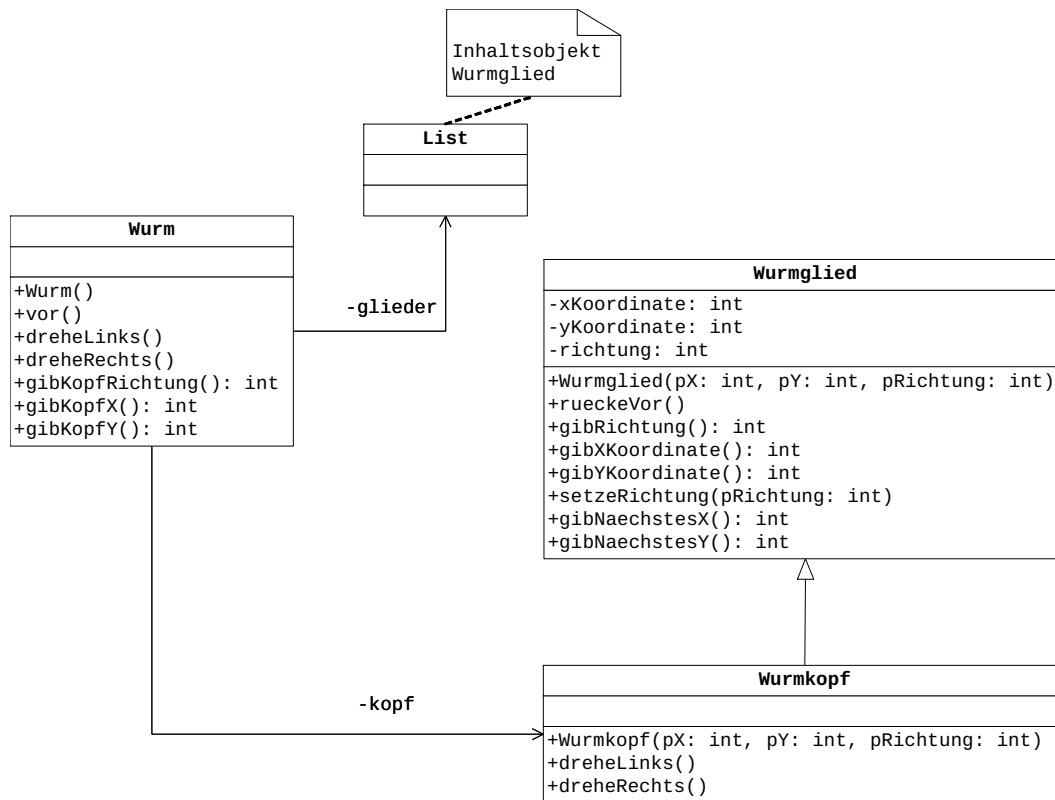 Inhaltsobjekt
Wurmglied
List
Wurm
+Wurm()
+vor()
+dreheLinks()
+dreheRechts()
+gibKopfRichtung(): int
+gibKopfX(): int
+gibKopfY(): int
-glieder
Wurmglied
-xKoordinate: int
-yKoordinate: int
-richtung: int
+Wurmglied(pX: int, pY: int, pRichtung: int)
+rueckeVor()
+gibRichtung(): int
+gibXKoordinate(): int
+gibYKoordinate(): int
+setzeRichtung(pRichtung: int)
+gibNaechstesX(): int
+gibNaechstesY(): int
-kopf
Wurmkopf
+Wurmkopf(pX: int, pY: int, pRichtung: int)
+dreheLinks()
+dreheRechts()